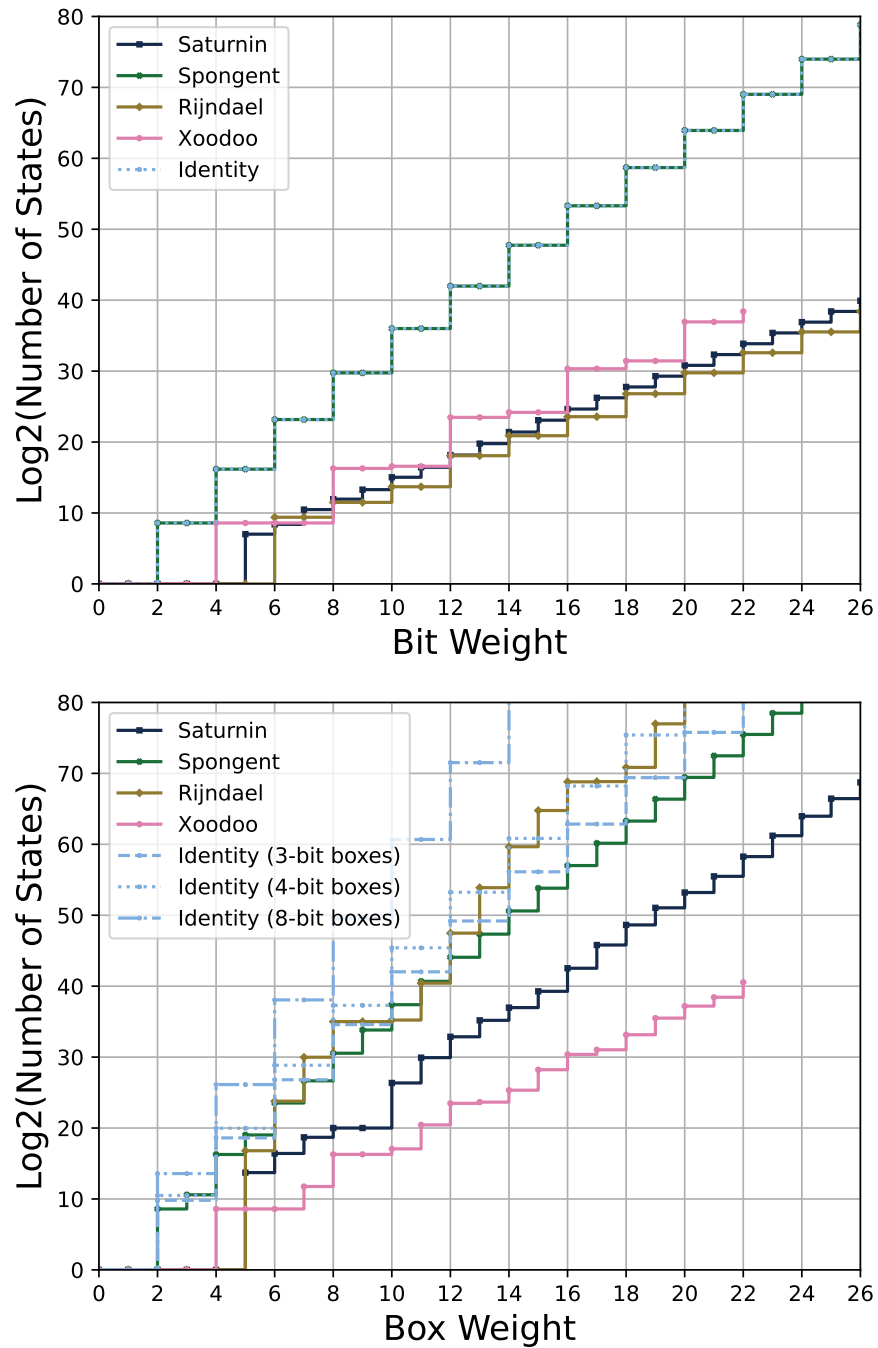 80
70
60
50
40
30
20
10
0
Log2(Number of States)
Saturnin
Spongent
Rijndael
Xoodoo
Identity
0 2 4 6 8 10 12 14 16 18 20 22 24 26
Bit Weight
80
70
60
50
40
30
20
10
0
Log2(Number of States)
Saturnin
Spongent
Rijndael
Xoodoo
Identity (3-bit boxes)
Identity (4-bit boxes)
Identity (8-bit boxes)
0 2 4 6 8 10 12 14 16 18 20 22 24 26
Box Weight